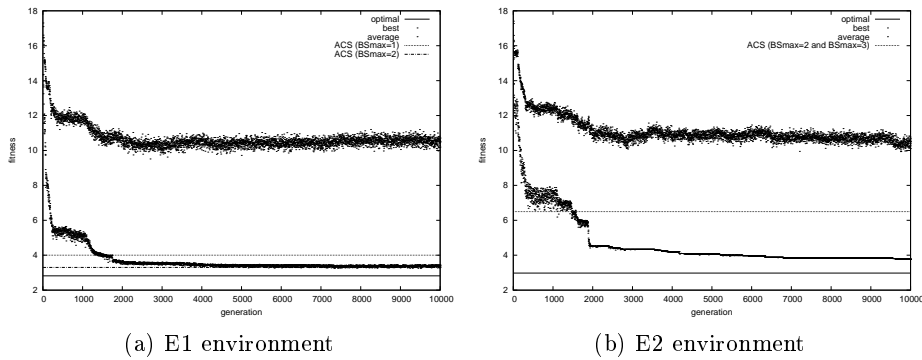 18
16
14
12
10
8
6
4
2
fitness
0 1000 2000 3000 4000 5000 6000 7000 8000 9000 10000
generation
optimal
best
average
ACS (BSmax=1)
ACS (BSmax=2)
(a) E1 environment
18
16
14
12
10
8
6
4
2
fitness
0 1000 2000 3000 4000 5000 6000 7000 8000 9000 10000
generation
optimal
best
average
ACS (BSmax=2 and BSmax=3)
(b) E2 environment